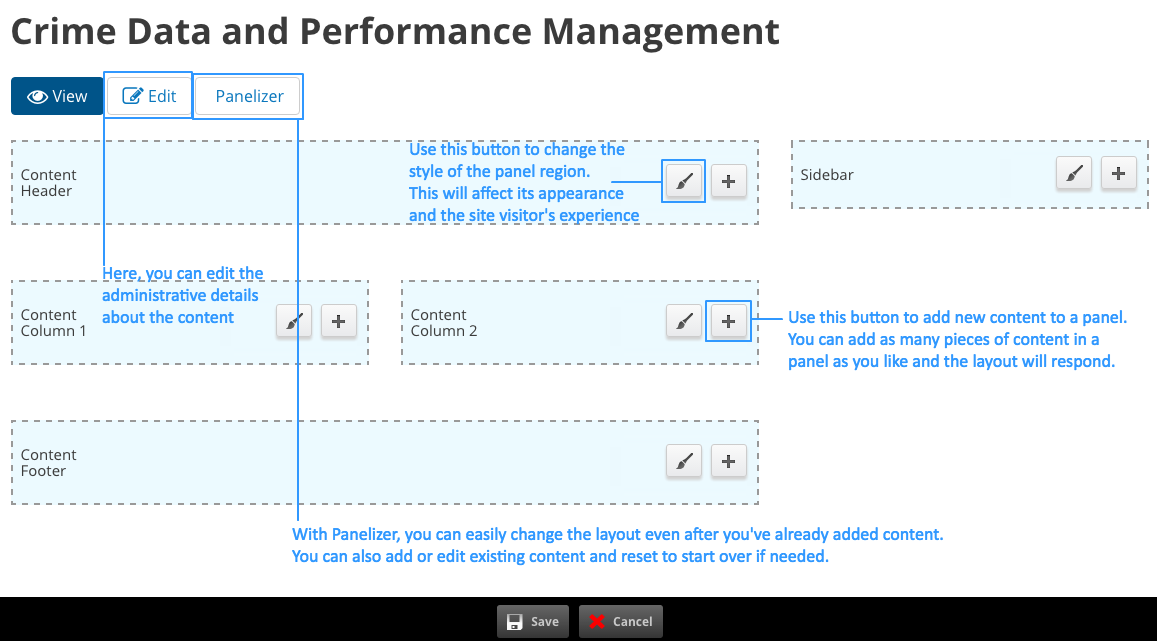 Crime Data and Performance Management
View
Edit
Panelizer
Use this button to change the
style of the panel region.
This will affect its appearance
and the site visitor's experience
Content
Header
Sidebar
Here, you can edit the
administrative details
about the content
Content
Column 1
Content
Column 2
Use this button to add new content to a panel.
You can add as many pieces of content in a
panel as you like and the layout will respond.
Content
Footer
With Panelizer, you can easily change the layout even after you've already added content.
You can also add or edit existing content and reset to start over if needed.
Save
Cancel